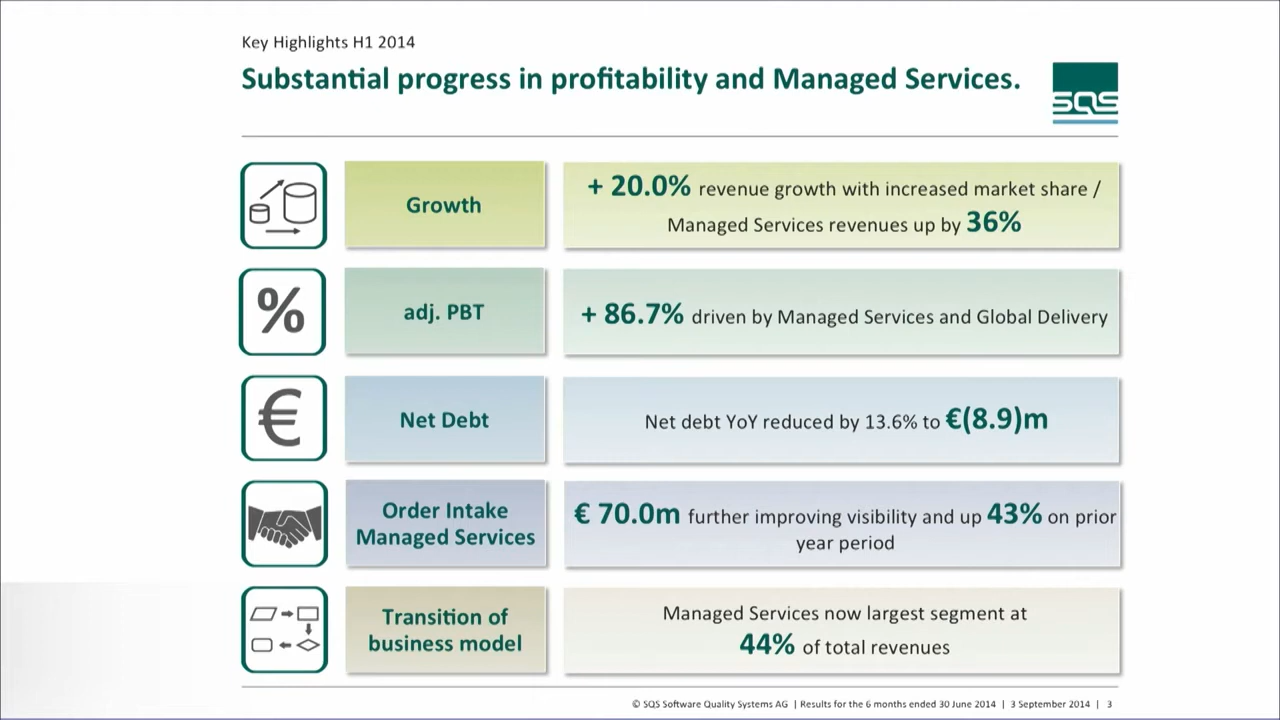 Key Highlights H1 2014
Substantial progress in profitability and Managed Services.
SQS
Growth
+ 20.0% revenue growth with increased market share /
Managed Services revenues up by 36%
%
adj. PBT
+ 86.7% driven by Managed Services and Global Delivery
€
Net Debt
Net debt YoY reduced by 13.6% to €(8.9)m
Order Intake
Managed Services
€ 70.0m further improving visibility and up 43% on prior
year period
Transition of
business model
Managed Services now largest segment at
44% of total revenues
© SQS Software Quality Systems AG | Results for the 6 months ended 30 June 2014 | 3 September 2014 | 3